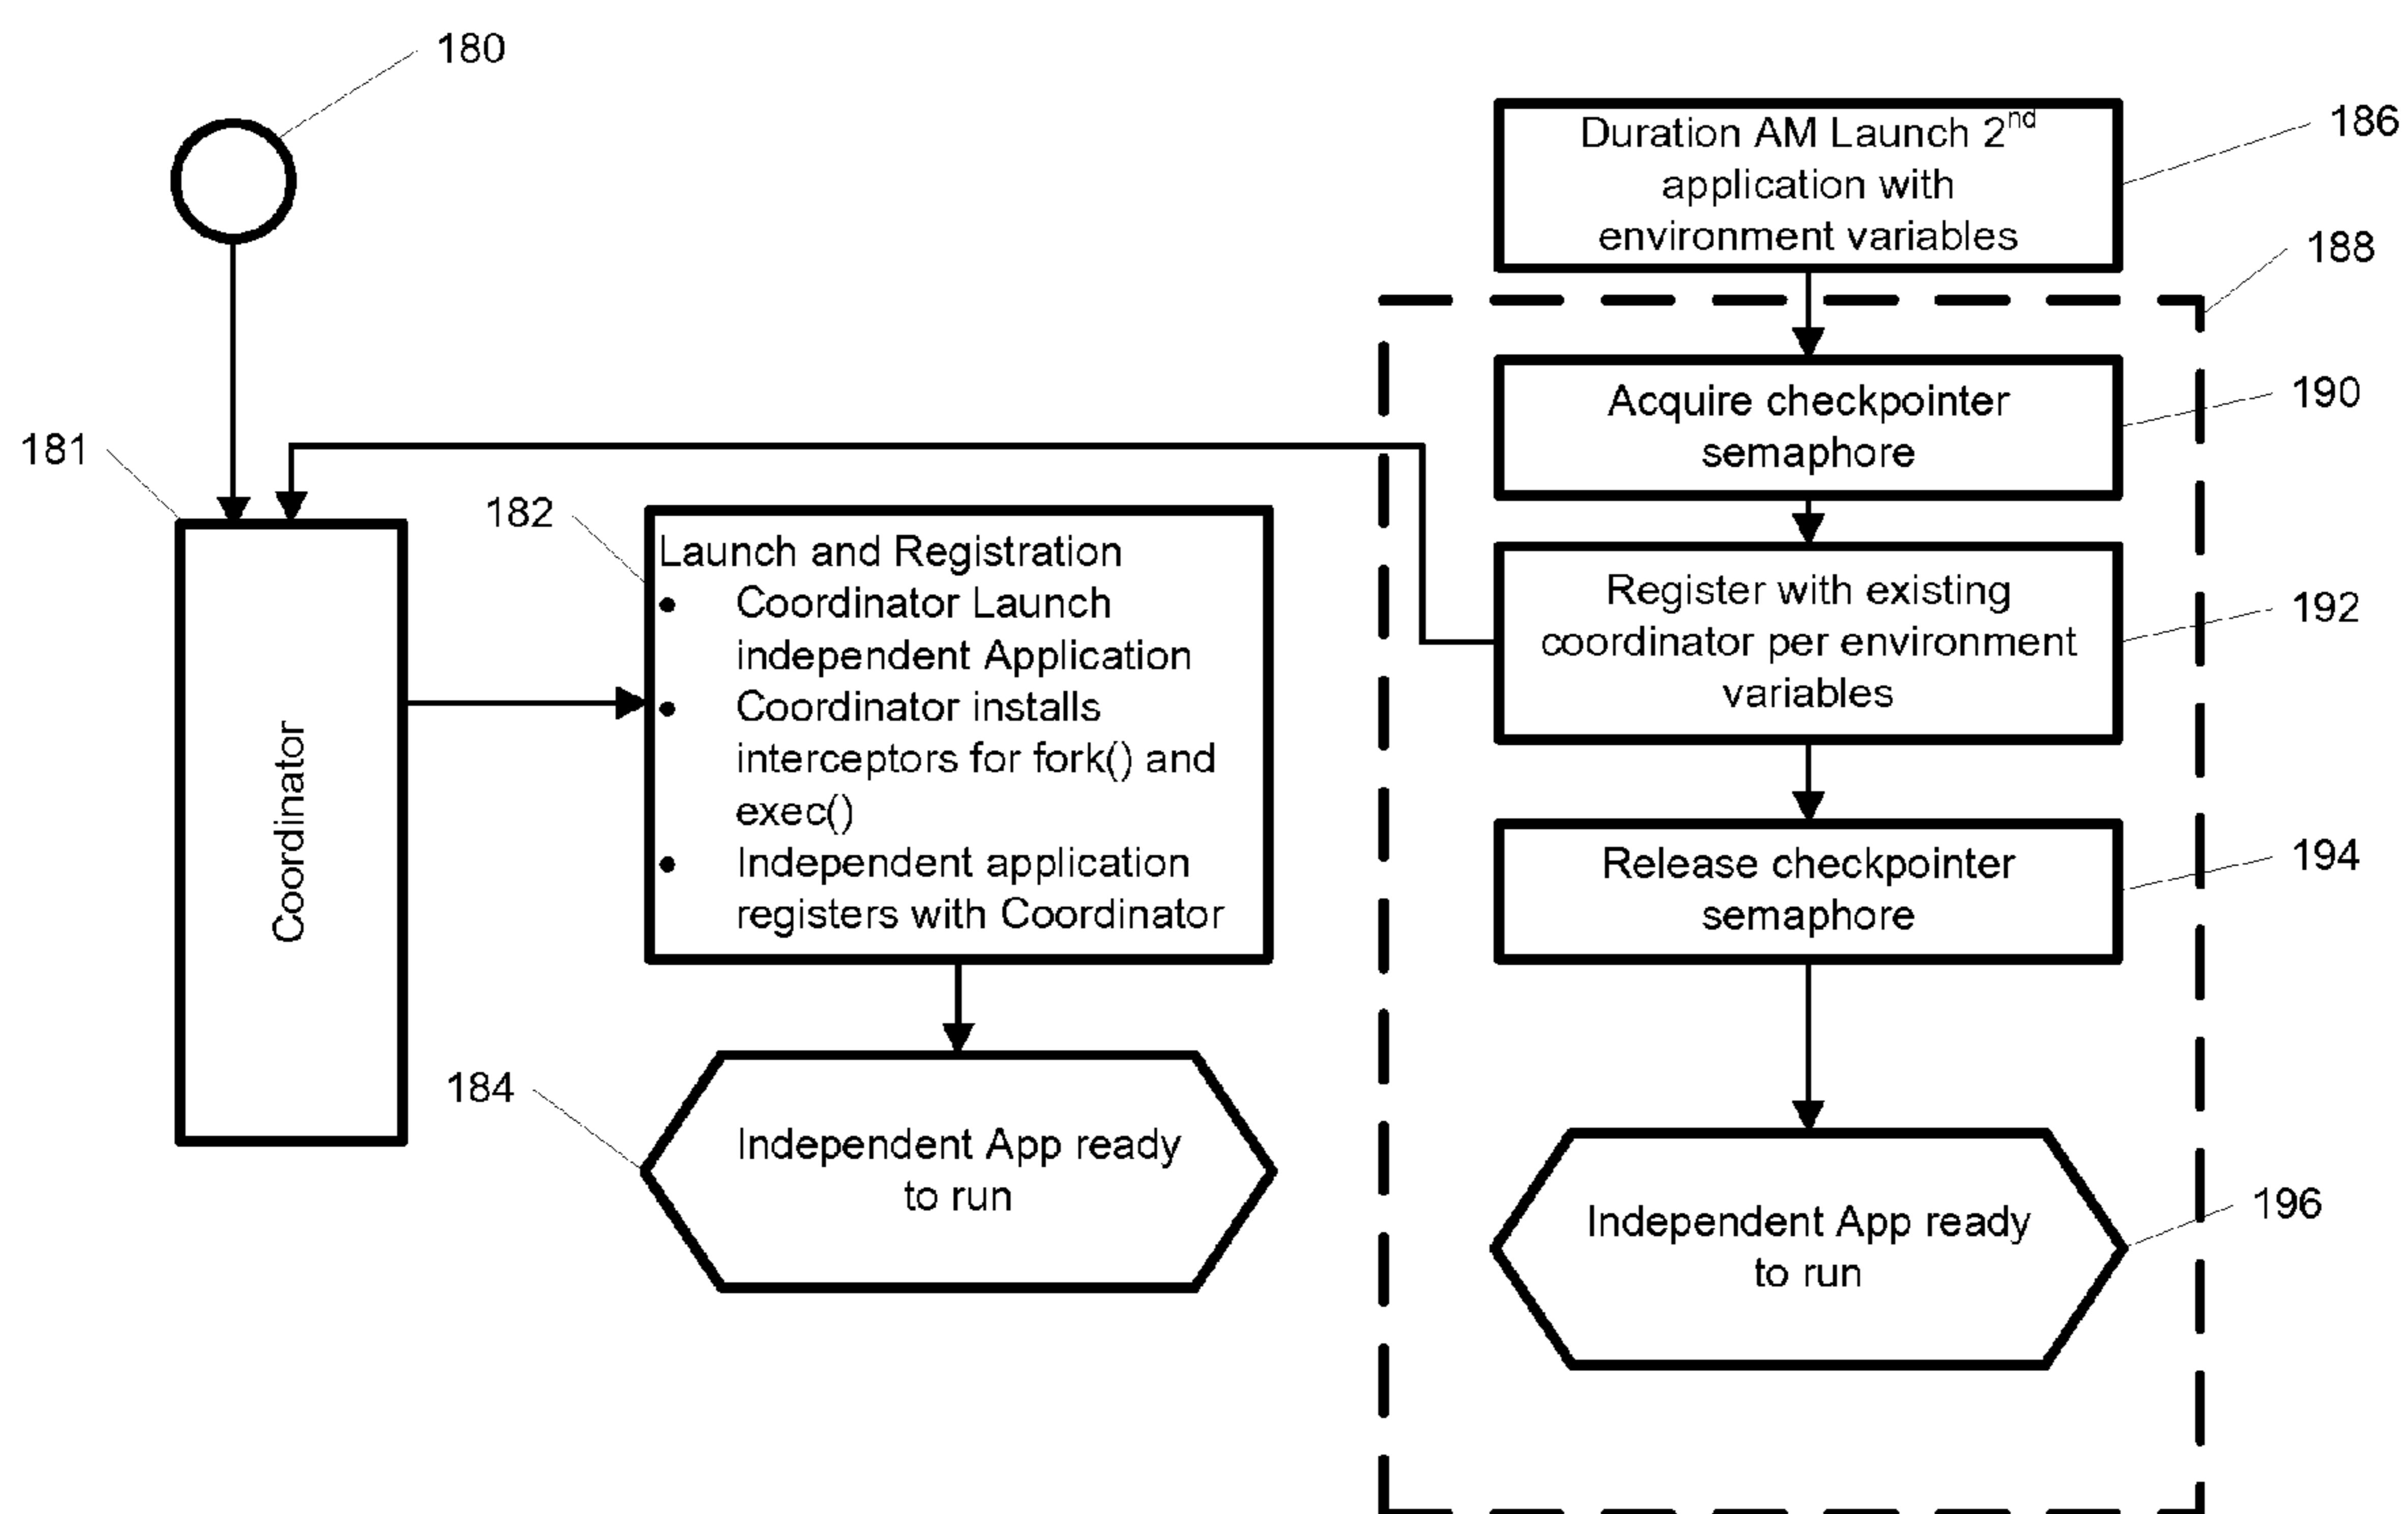 180
Duration AM Launch 2nd
application with
environment variables
186
188
Acquire checkpointer
semaphore
190
181
182
Launch and Registration
• Coordinator Launch
independent Application
• Coordinator installs
interceptors for fork() and
exec()
• Independent application
registers with Coordinator
Register with existing
coordinator per environment
variables
192
Coordinator
Release checkpointer
semaphore
194
184
Independent App ready
to run
Independent App ready
to run
196